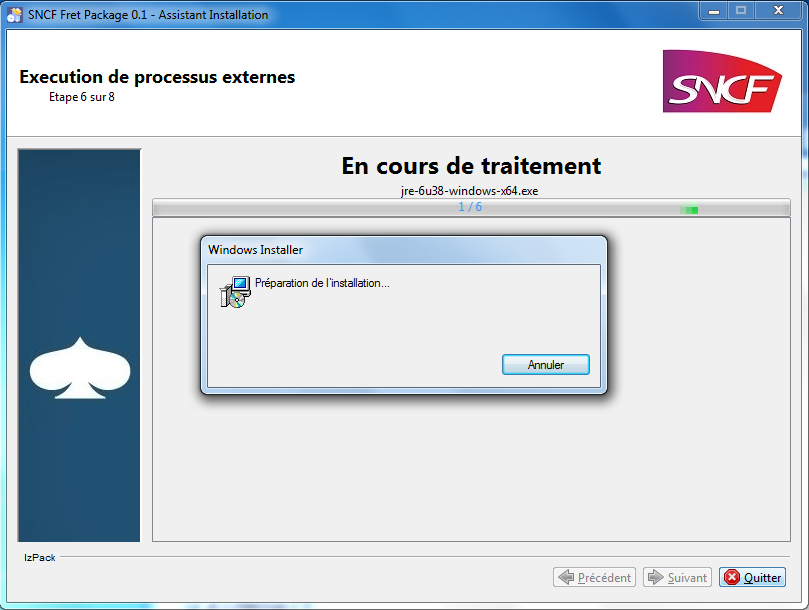 SNCF Fret Package 0.1 - Assistant Installation
Execution de processus externes
Etape 6 sur 8
SNCF
En cours de traitement
jre-6u38-windows-x64.exe
1 / 6
Windows Installer
Préparation de l'installation...
Annuler
IzPack
Précédent
Suivant
Quitter